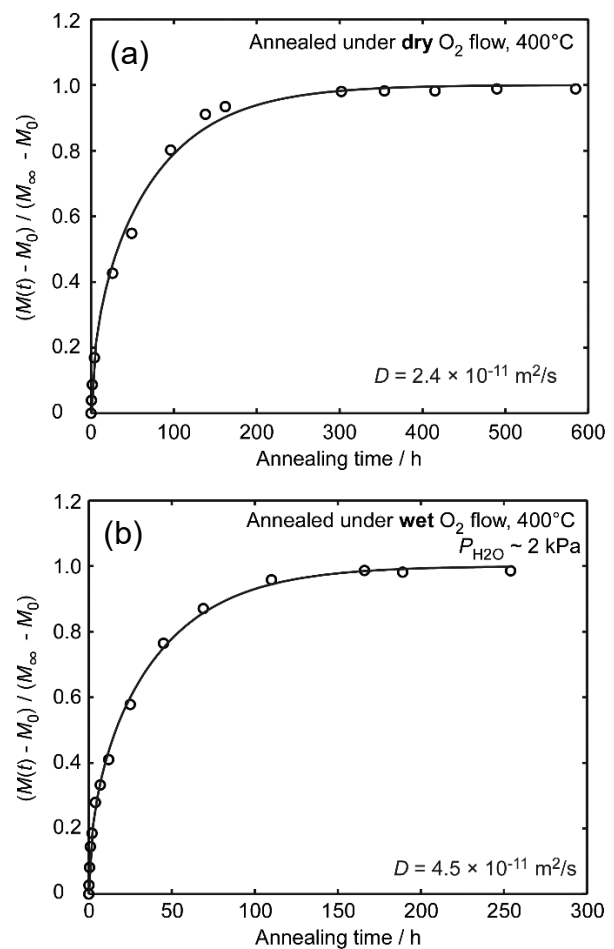 (a)
Annealed under dry O₂ flow, 400°C
1.2
1.0
0.8
0.6
0.4
0.2
0
(M(t) - M₀) / (M∞ - M₀)
D = 2.4 × 10⁻¹¹ m²/s
0 100 200 300 400 500 600
Annealing time / h
(b)
Annealed under wet O₂ flow, 400°C
P_H2O ~ 2 kPa
1.2
1.0
0.8
0.6
0.4
0.2
0
(M(t) - M₀) / (M∞ - M₀)
D = 4.5 × 10⁻¹¹ m²/s
0 50 100 150 200 250 300
Annealing time / h